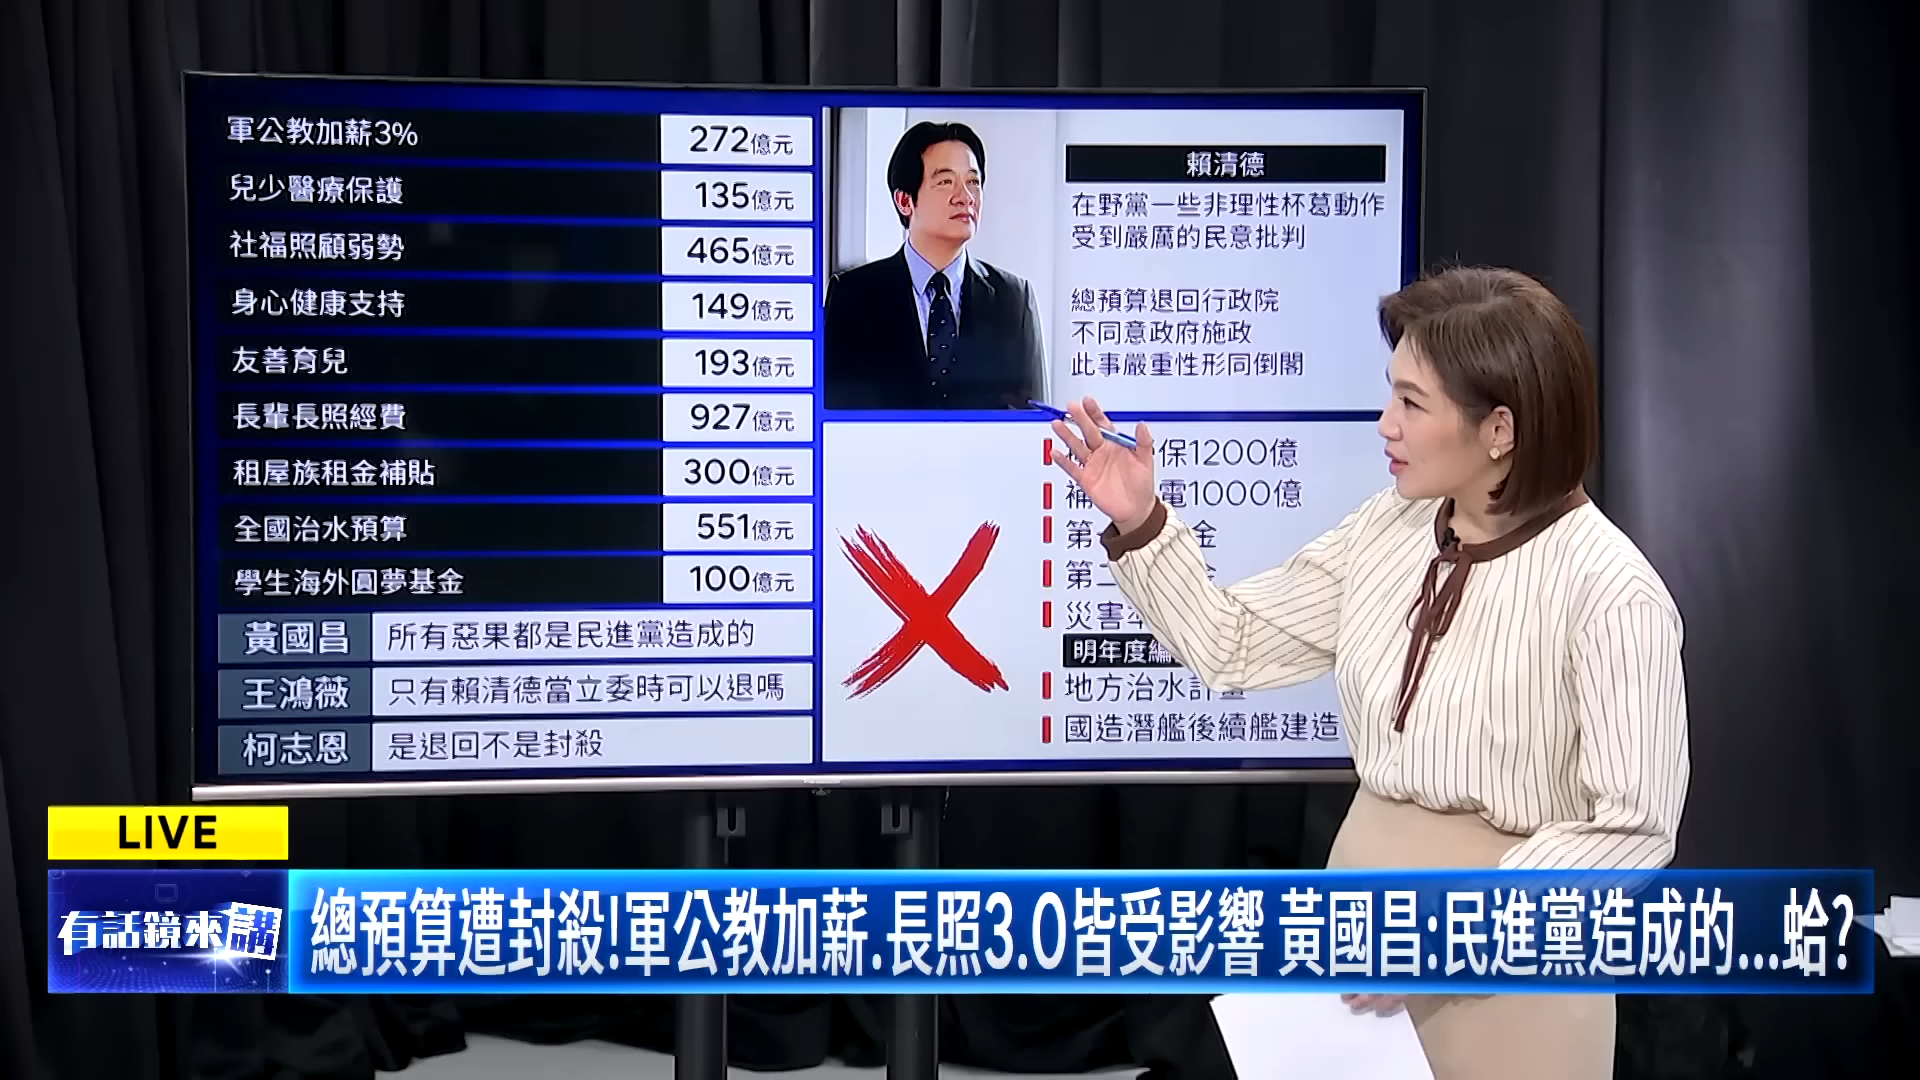 軍公教加薪3% 272億元
兒少醫療保護 135億元
社福照顧弱勢 465億元
身心健康支持 149億元
友善育兒 193億元
長輩長照經費 927億元
租屋族租金補貼 300億元
全國治水預算 551億元
學生海外圓夢基金 100億元
黃國昌 所有惡果都是民進黨造成的
王鴻薇 只有賴清德當立委時可以退嗎
柯志恩 是退回不是封殺
賴清德
在野黨一些非理性杯葛動作
受到嚴厲的民意批判
總預算退回行政院
不同意政府施政
此事嚴重性形同倒閣
保1200億
補 電1000億
第 金
第二
災害
明年度編
地方治水計畫
國造潛艦後續艦建造
LIVE
有話鏡來講
總預算遭封殺!軍公教加薪.長照3.0皆受影響 黃國昌:民進黨造成的...蛤?